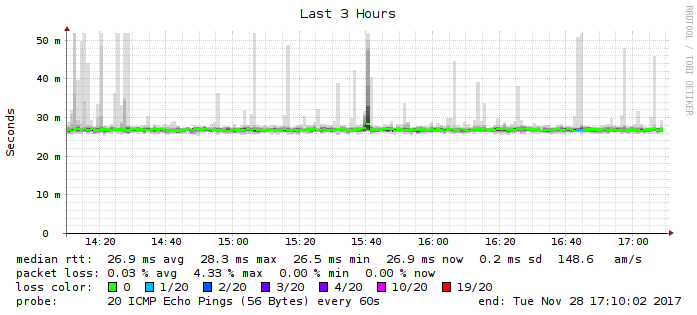 Last 3 Hours
RRDTOOL / TOBI OETIKER
Seconds
50 m
40 m
30 m
20 m
10 m
0
14:20 14:40 15:00 15:20 15:40 16:00 16:20 16:40 17:00
median rtt: 26.9 ms avg 28.3 ms max 26.5 ms min 26.9 ms now 0.2 ms sd 148.6 am/s
packet loss: 0.03 % avg 4.33 % max 0.00 % min 0.00 % now
loss color: 0 1/20 2/20 3/20 4/20 10/20 19/20
probe: 20 ICMP Echo Pings (56 Bytes) every 60s end: Tue Nov 28 17:10:02 2017